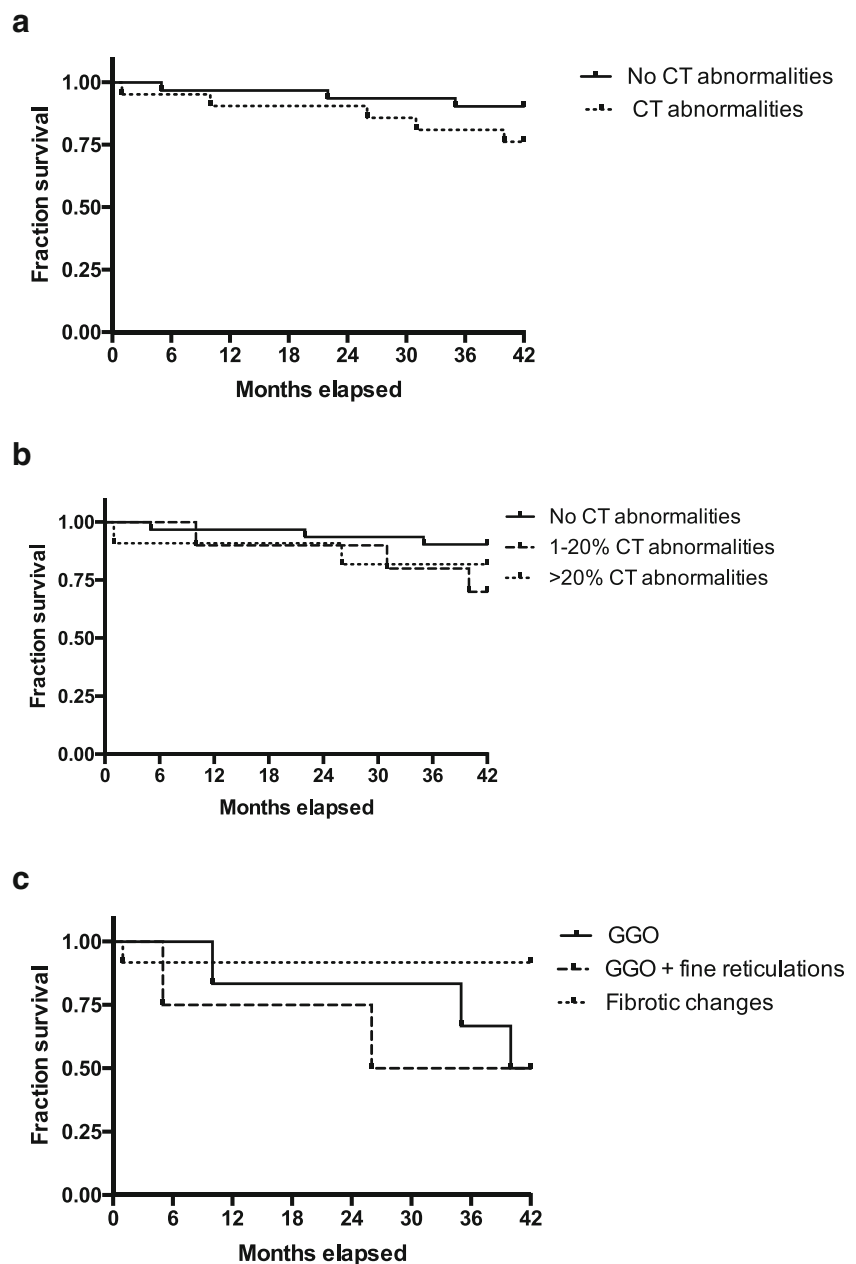 a
1.00
0.75
0.50
0.25
0.00
0 6 12 18 24 30 36 42
Fraction survival
Months elapsed
No CT abnormalities
CT abnormalities
b
1.00
0.75
0.50
0.25
0.00
0 6 12 18 24 30 36 42
Fraction survival
Months elapsed
No CT abnormalities
1-20% CT abnormalities
>20% CT abnormalities
c
1.00
0.75
0.50
0.25
0.00
0 6 12 18 24 30 36 42
Fraction survival
Months elapsed
GGO
GGO + fine reticulations
Fibrotic changes